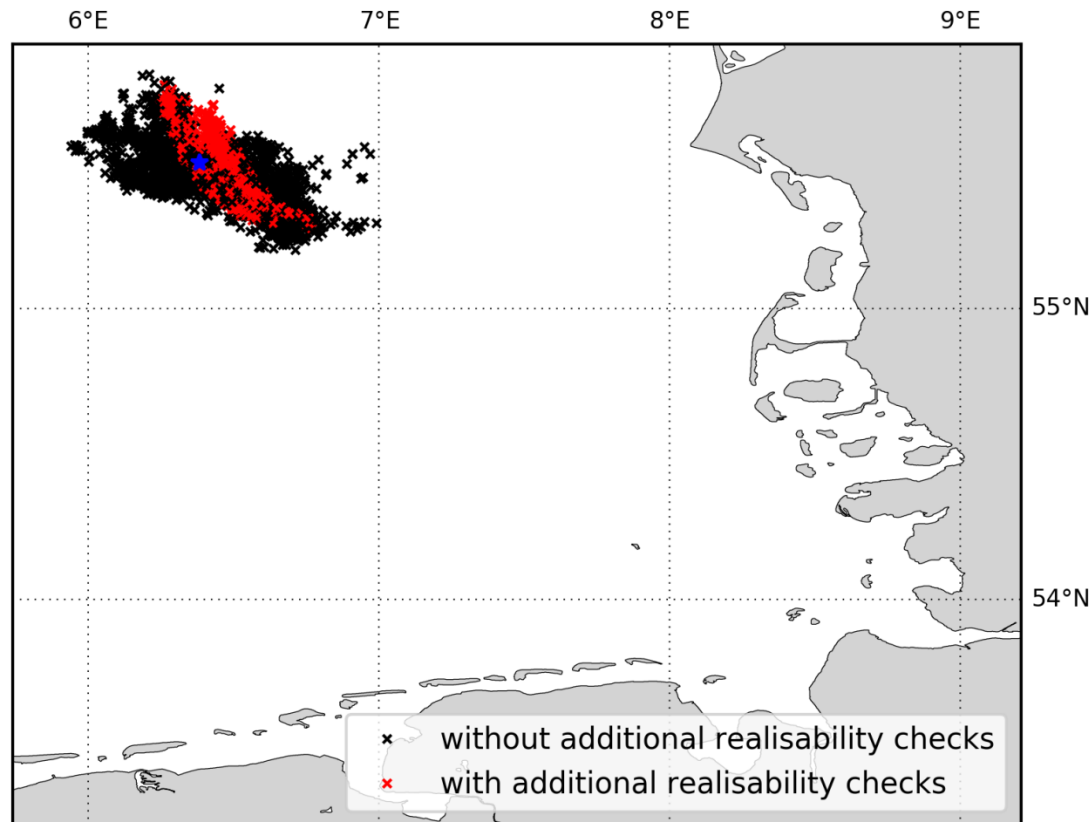 6°E 7°E 8°E 9°E
55°N
54°N
without additional realisability checks
with additional realisability checks